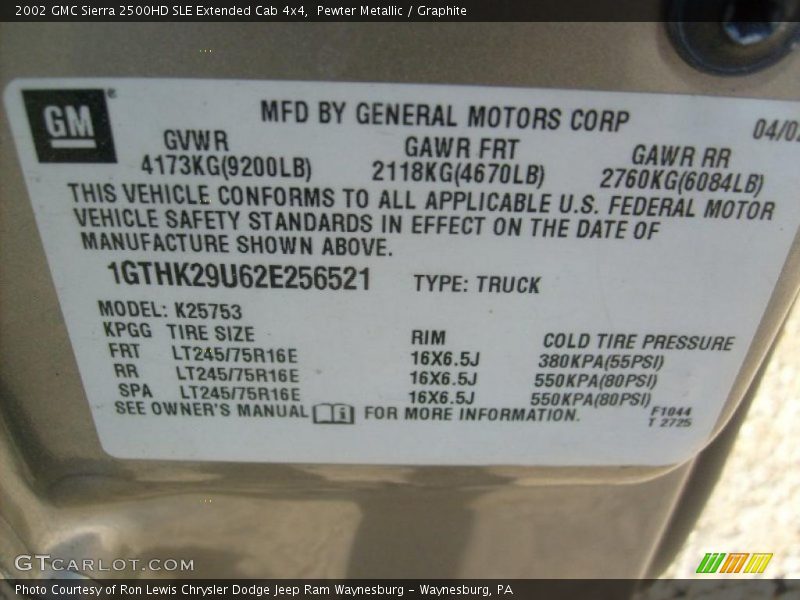 2002 GMC Sierra 2500HD SLE Extended Cab 4x4, Pewter Metallic / Graphite
GM®
MFD BY GENERAL MOTORS CORP
04/02
GVWR GAWR FRT GAWR RR
4173KG(9200LB) 2118KG(4670LB) 2760KG(6084LB)
THIS VEHICLE CONFORMS TO ALL APPLICABLE U.S. FEDERAL MOTOR
VEHICLE SAFETY STANDARDS IN EFFECT ON THE DATE OF
MANUFACTURE SHOWN ABOVE.
1GTHK29U62E256521 TYPE: TRUCK
MODEL: K25753
KPGG TIRE SIZE RIM COLD TIRE PRESSURE
FRT LT245/75R16E 16X6.5J 380KPA(55PSI)
RR LT245/75R16E 16X6.5J 550KPA(80PSI)
SPA LT245/75R16E 16X6.5J 550KPA(80PSI)
SEE OWNER'S MANUAL FOR MORE INFORMATION.
F1044
T 2725
GTCARLOT.COM
Photo Courtesy of Ron Lewis Chrysler Dodge Jeep Ram Waynesburg - Waynesburg, PA